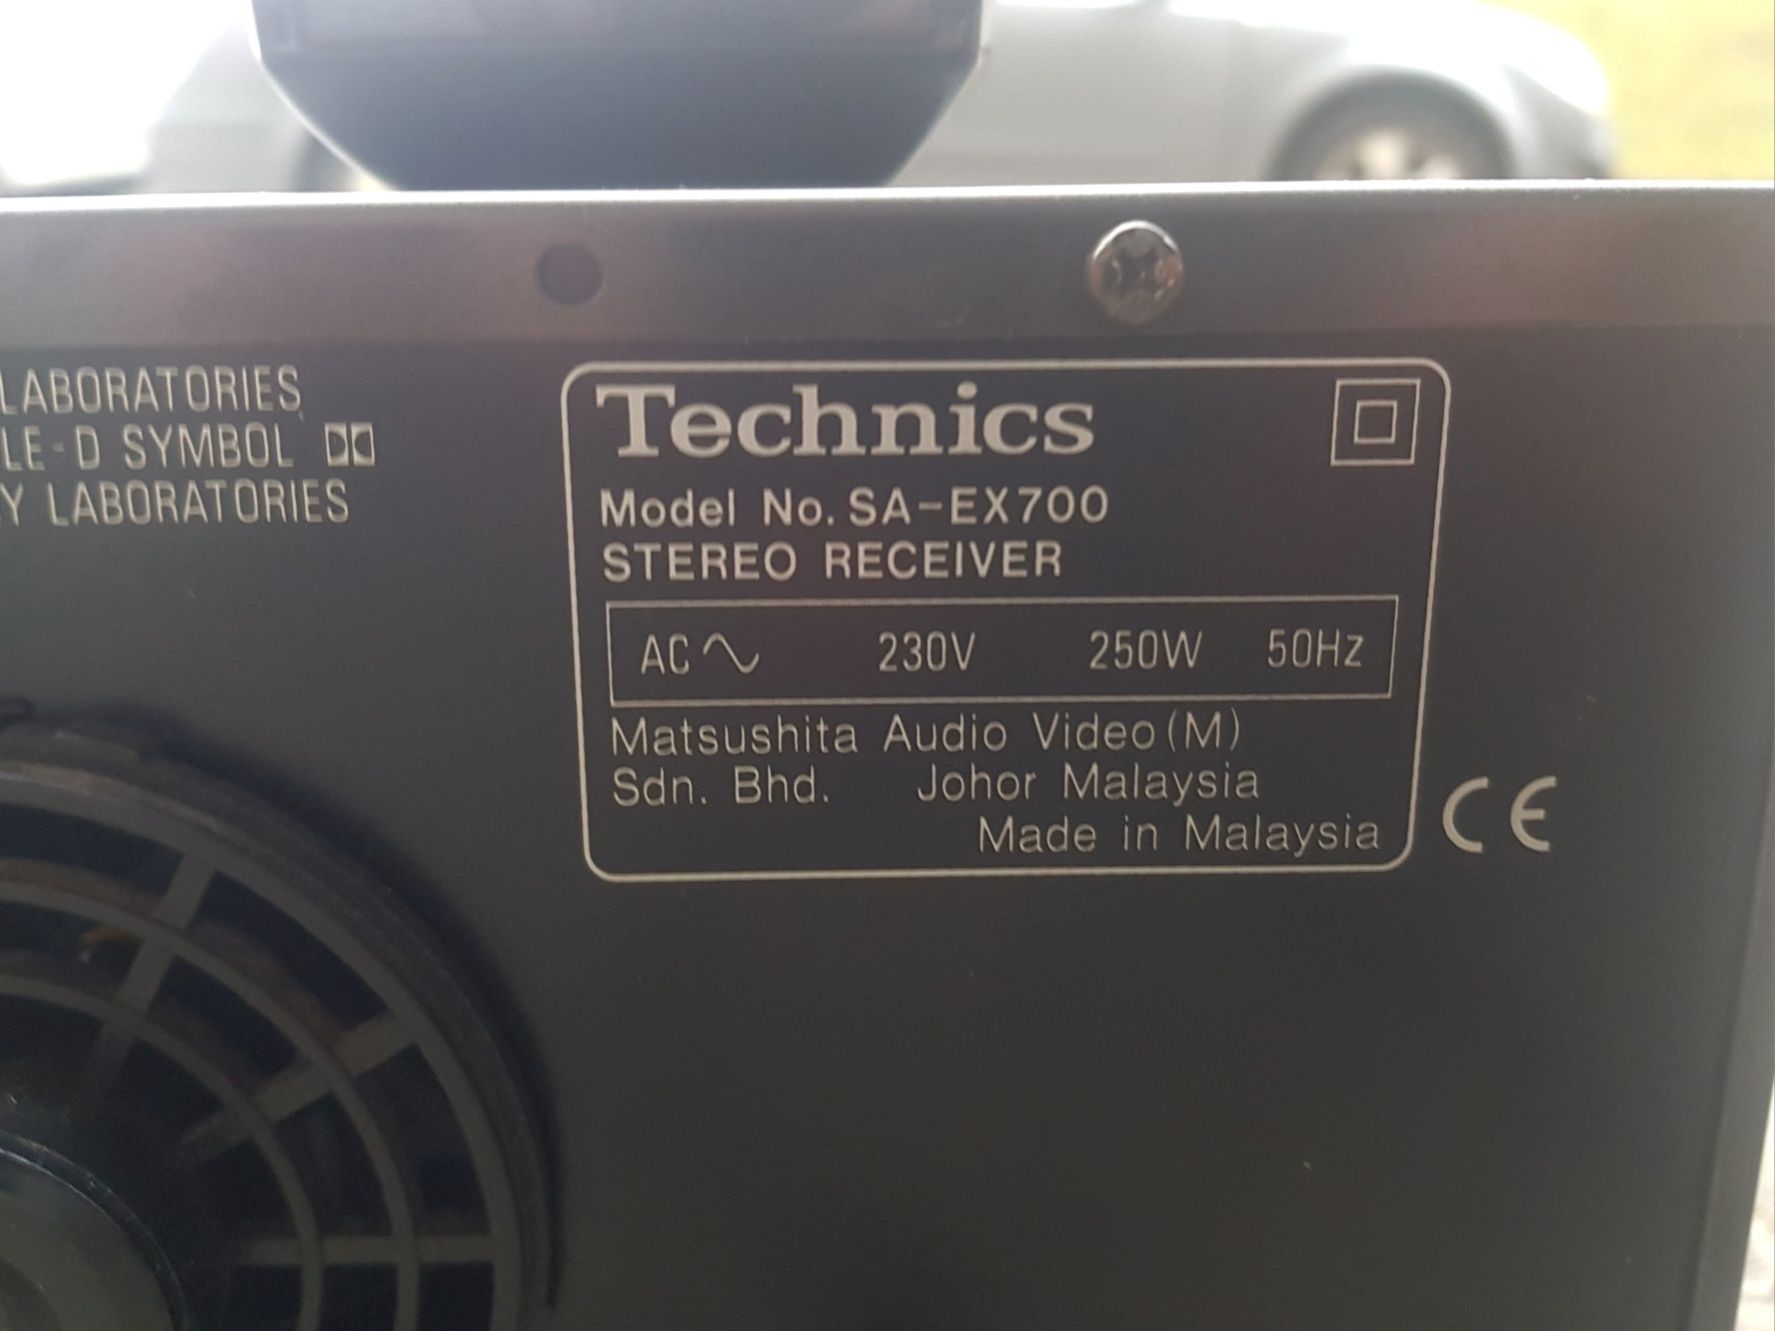 LABORATORIES
LE-D SYMBOL
Y LABORATORIES
Technics
Model No. SA-EX700
STEREO RECEIVER
AC 230V 250W 50Hz
Matsushita Audio Video (M)
Sdn. Bhd. Johor Malaysia
Made in Malaysia
CE